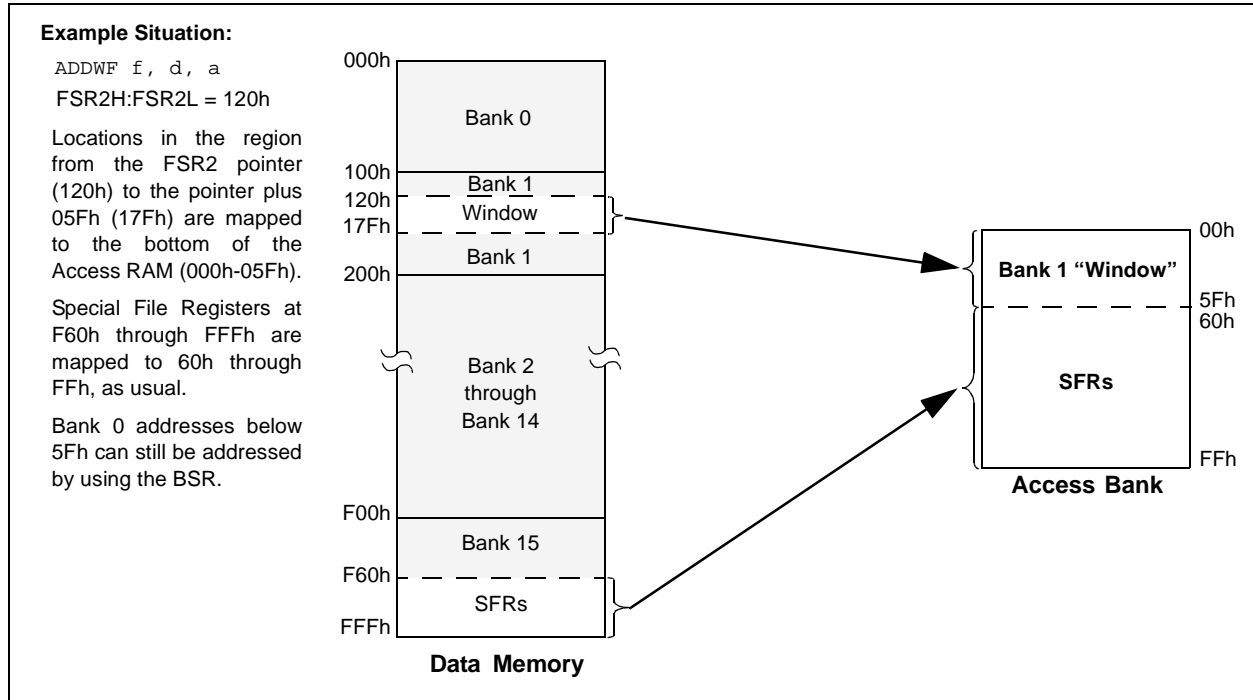 Example Situation:
ADDWF f, d, a
FSR2H:FSR2L = 120h
Locations in the region
from the FSR2 pointer
(120h) to the pointer plus
05Fh (17Fh) are mapped
to the bottom of the
Access RAM (000h-05Fh).
Special File Registers at
F60h through FFFh are
mapped to 60h through
FFh, as usual.
Bank 0 addresses below
5Fh can still be addressed
by using the BSR.
000h
Bank 0
100h
Bank 1
120h
Window
17Fh
Bank 1
200h
Bank 2
through
Bank 14
F00h
Bank 15
F60h
SFRs
FFFh
Data Memory
00h
Bank 1 “Window”
5Fh
60h
SFRs
FFh
Access Bank